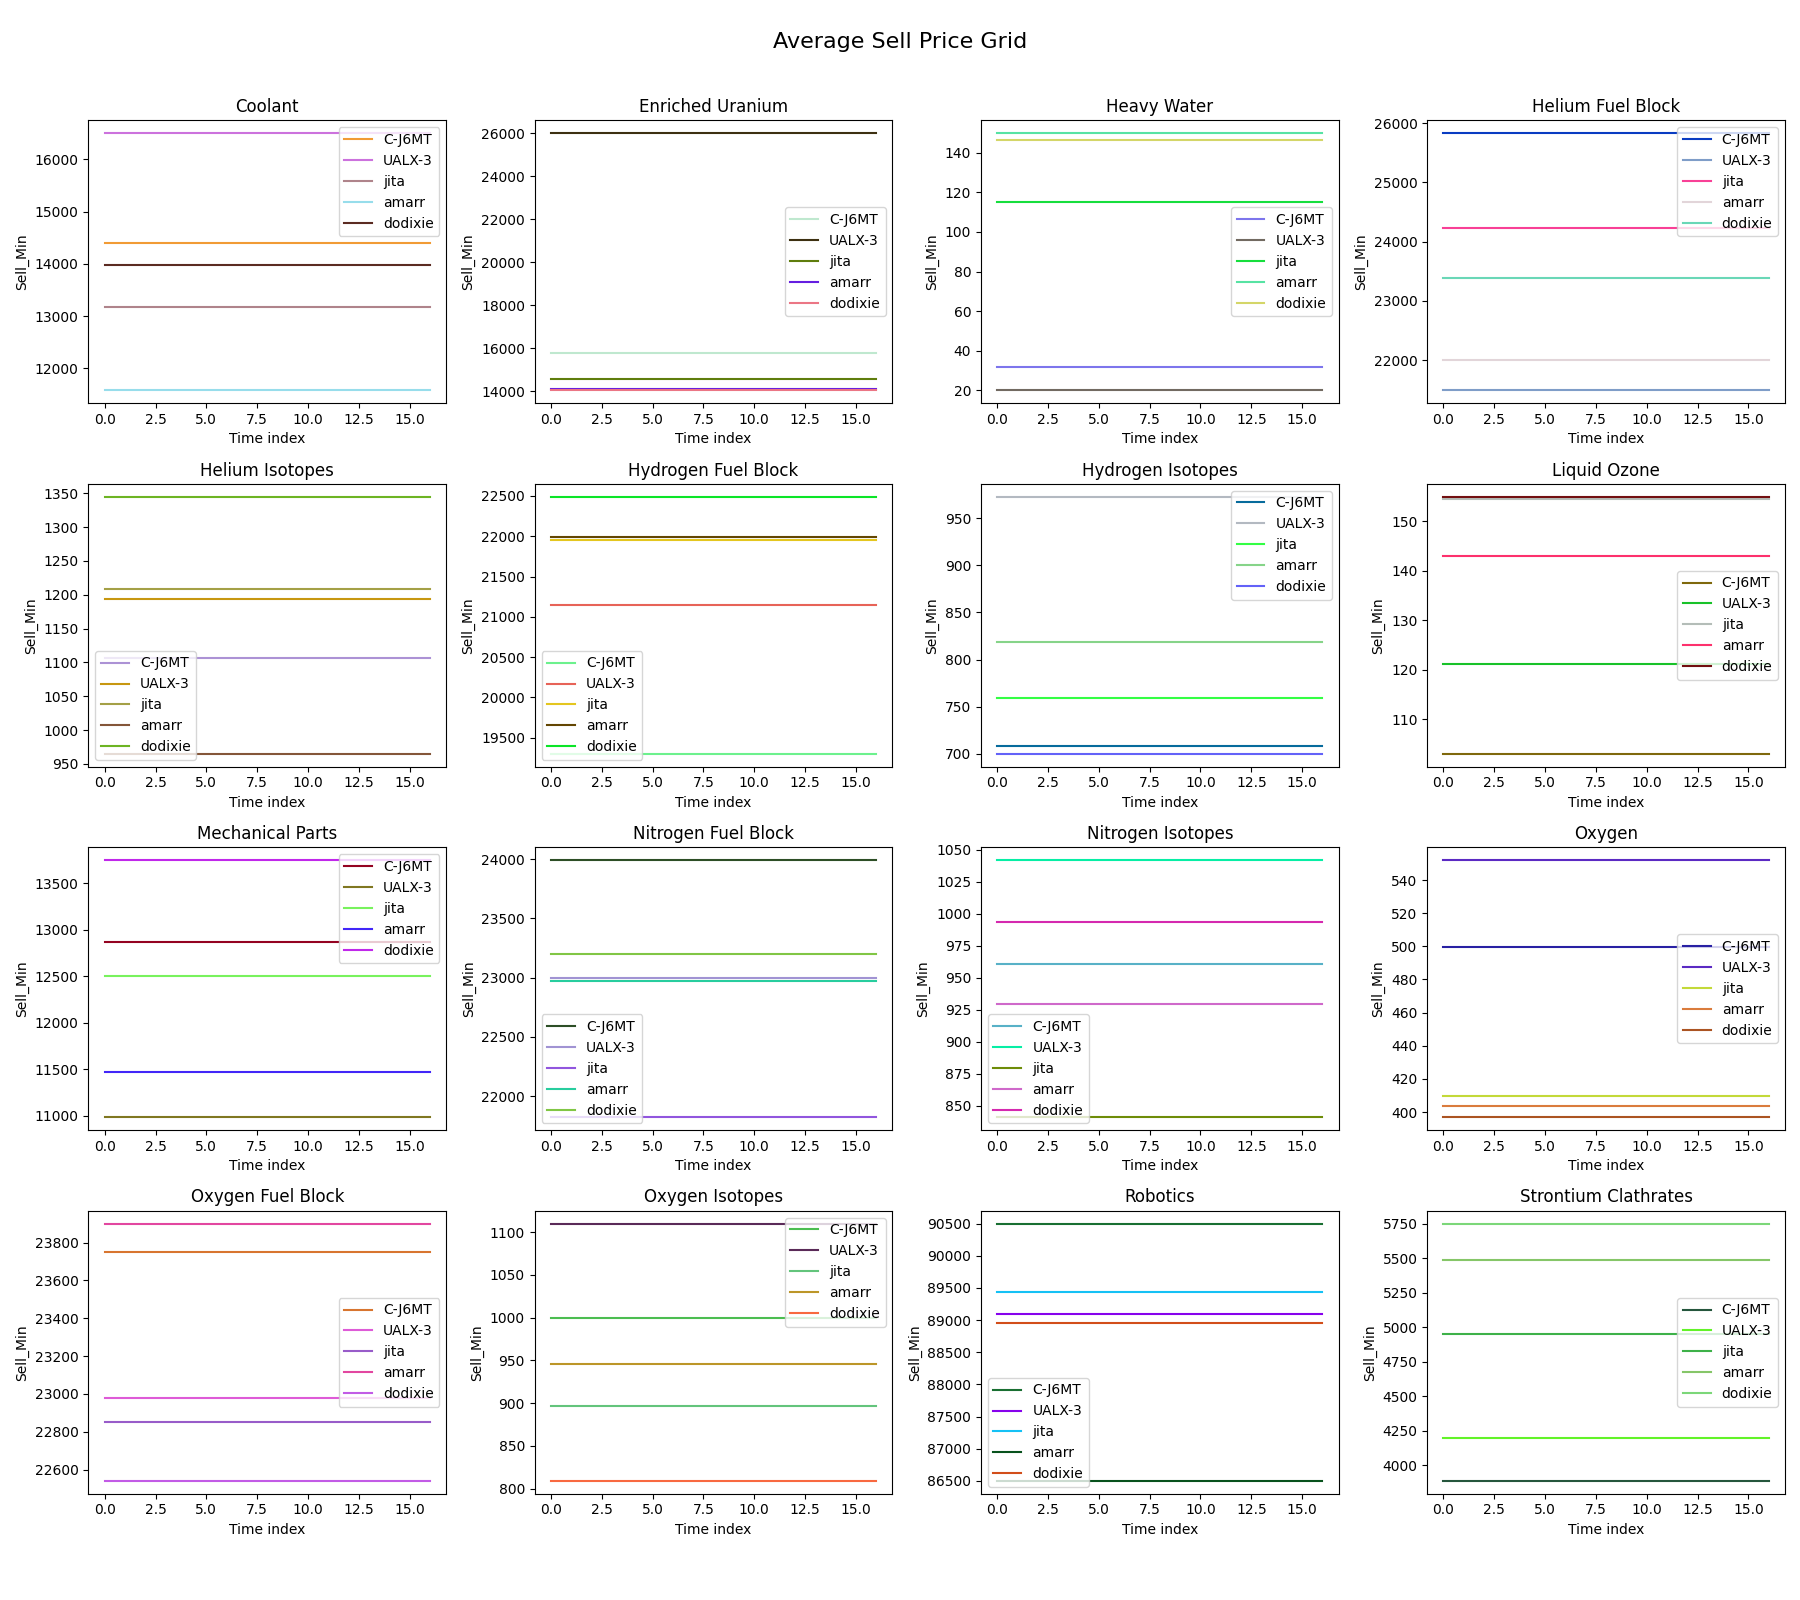 Average Sell Price Grid
Coolant
16000
15000
14000
13000
12000
Sell_Min
0.0 2.5 5.0 7.5 10.0 12.5 15.0
Time index
C-J6MT
UALX-3
jita
amarr
dodixie
Enriched Uranium
26000
24000
22000
20000
18000
16000
14000
Sell_Min
0.0 2.5 5.0 7.5 10.0 12.5 15.0
Time index
C-J6MT
UALX-3
jita
amarr
dodixie
Heavy Water
140
120
100
80
60
40
20
Sell_Min
0.0 2.5 5.0 7.5 10.0 12.5 15.0
Time index
C-J6MT
UALX-3
jita
amarr
dodixie
Helium Fuel Block
26000
25000
24000
23000
22000
Sell_Min
0.0 2.5 5.0 7.5 10.0 12.5 15.0
Time index
C-J6MT
UALX-3
jita
amarr
dodixie
Helium Isotopes
1350
1300
1250
1200
1150
1100
1050
1000
950
Sell_Min
0.0 2.5 5.0 7.5 10.0 12.5 15.0
Time index
C-J6MT
UALX-3
jita
amarr
dodixie
Hydrogen Fuel Block
22500
22000
21500
21000
20500
20000
19500
Sell_Min
0.0 2.5 5.0 7.5 10.0 12.5 15.0
Time index
C-J6MT
UALX-3
jita
amarr
dodixie
Hydrogen Isotopes
950
900
850
800
750
700
Sell_Min
0.0 2.5 5.0 7.5 10.0 12.5 15.0
Time index
C-J6MT
UALX-3
jita
amarr
dodixie
Liquid Ozone
150
140
130
120
110
Sell_Min
0.0 2.5 5.0 7.5 10.0 12.5 15.0
Time index
C-J6MT
UALX-3
jita
amarr
dodixie
Mechanical Parts
13500
13000
12500
12000
11500
11000
Sell_Min
0.0 2.5 5.0 7.5 10.0 12.5 15.0
Time index
C-J6MT
UALX-3
jita
amarr
dodixie
Nitrogen Fuel Block
24000
23500
23000
22500
22000
Sell_Min
0.0 2.5 5.0 7.5 10.0 12.5 15.0
Time index
C-J6MT
UALX-3
jita
amarr
dodixie
Nitrogen Isotopes
1050
1025
1000
975
950
925
900
875
850
Sell_Min
0.0 2.5 5.0 7.5 10.0 12.5 15.0
Time index
C-J6MT
UALX-3
jita
amarr
dodixie
Oxygen
540
520
500
480
460
440
420
400
Sell_Min
0.0 2.5 5.0 7.5 10.0 12.5 15.0
Time index
C-J6MT
UALX-3
jita
amarr
dodixie
Oxygen Fuel Block
23800
23600
23400
23200
23000
22800
22600
Sell_Min
0.0 2.5 5.0 7.5 10.0 12.5 15.0
Time index
C-J6MT
UALX-3
jita
amarr
dodixie
Oxygen Isotopes
1100
1050
1000
950
900
850
800
Sell_Min
0.0 2.5 5.0 7.5 10.0 12.5 15.0
Time index
C-J6MT
UALX-3
jita
amarr
dodixie
Robotics
90500
90000
89500
89000
88500
88000
87500
87000
86500
Sell_Min
0.0 2.5 5.0 7.5 10.0 12.5 15.0
Time index
C-J6MT
UALX-3
jita
amarr
dodixie
Strontium Clathrates
5750
5500
5250
5000
4750
4500
4250
4000
Sell_Min
0.0 2.5 5.0 7.5 10.0 12.5 15.0
Time index
C-J6MT
UALX-3
jita
amarr
dodixie